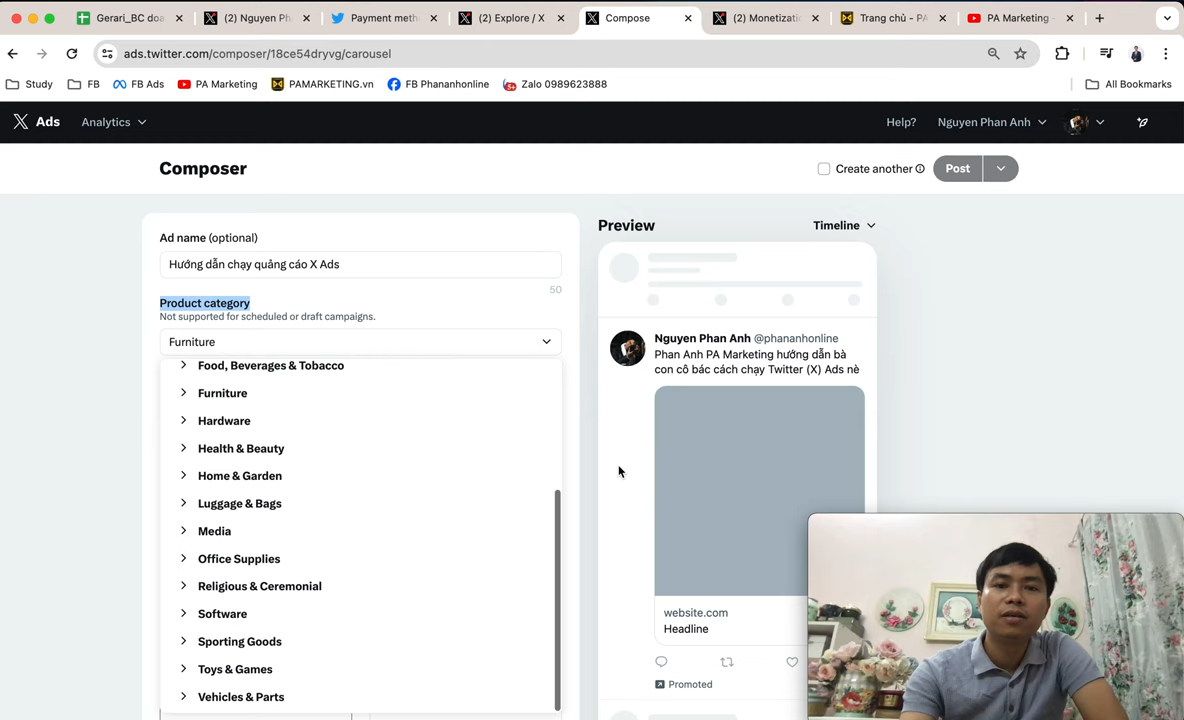 Gerari_BC doa
(2) Nguyen Ph
Payment meth
(2) Explore / X
Compose
(2) Monetizatio
Trang chủ - PA
PA Marketing -
ads.twitter.com/composer/18ce54dryvg/carousel
Study
FB
FB Ads
PA Marketing
PAMARKETING.vn
FB Phananhonline
Zalo 0989623888
All Bookmarks
Ads
Analytics
Help?
Nguyen Phan Anh
Composer
Create another
Post
Ad name (optional)
Hướng dẫn chạy quảng cáo X Ads
50
Product category
Not supported for scheduled or draft campaigns.
Furniture
Food, Beverages & Tobacco
Furniture
Hardware
Health & Beauty
Home & Garden
Luggage & Bags
Media
Office Supplies
Religious & Ceremonial
Software
Sporting Goods
Toys & Games
Vehicles & Parts
Preview
Timeline
Nguyen Phan Anh @phananhonline
Phan Anh PA Marketing hướng dẫn bà
con cô bác cách chạy Twitter (X) Ads nè
website.com
Headline
Promoted